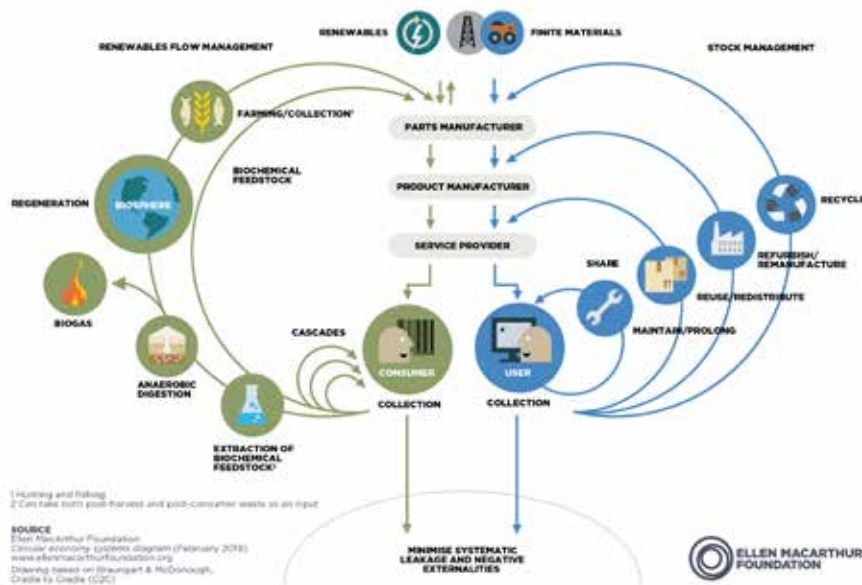 RENEWABLES
FINITE MATERIALS
RENEWABLES FLOW MANAGEMENT
STOCK MANAGEMENT
FARMING/COLLECTION¹
PARTS MANUFACTURER
BIOCHEMICAL
FEEDSTOCK
PRODUCT MANUFACTURER
REGENERATION
BIOSPHERE
RECYCLE
SERVICE PROVIDER
SHARE
REFURBISH/
REMANUFACTURE
REUSE/REDISTRIBUTE
BIOGAS
CASCADES
MAINTAIN/PROLONG
ANAEROBIC
DIGESTION
CONSUMER
USER
COLLECTION
COLLECTION
EXTRACTION OF
BIOCHEMICAL
FEEDSTOCK²
1 Hunting and fishing
2 Can take both post-harvest and post-consumer waste as an input
SOURCE
Ellen MacArthur Foundation
Circular economy systems diagram (February 2019)
www.ellenmacarthurfoundation.org
Drawing based on Braungart & McDonough,
Cradle to Cradle (C2C)
MINIMISE SYSTEMATIC
LEAKAGE AND NEGATIVE
EXTERNALITIES
ELLEN MACARTHUR
FOUNDATION